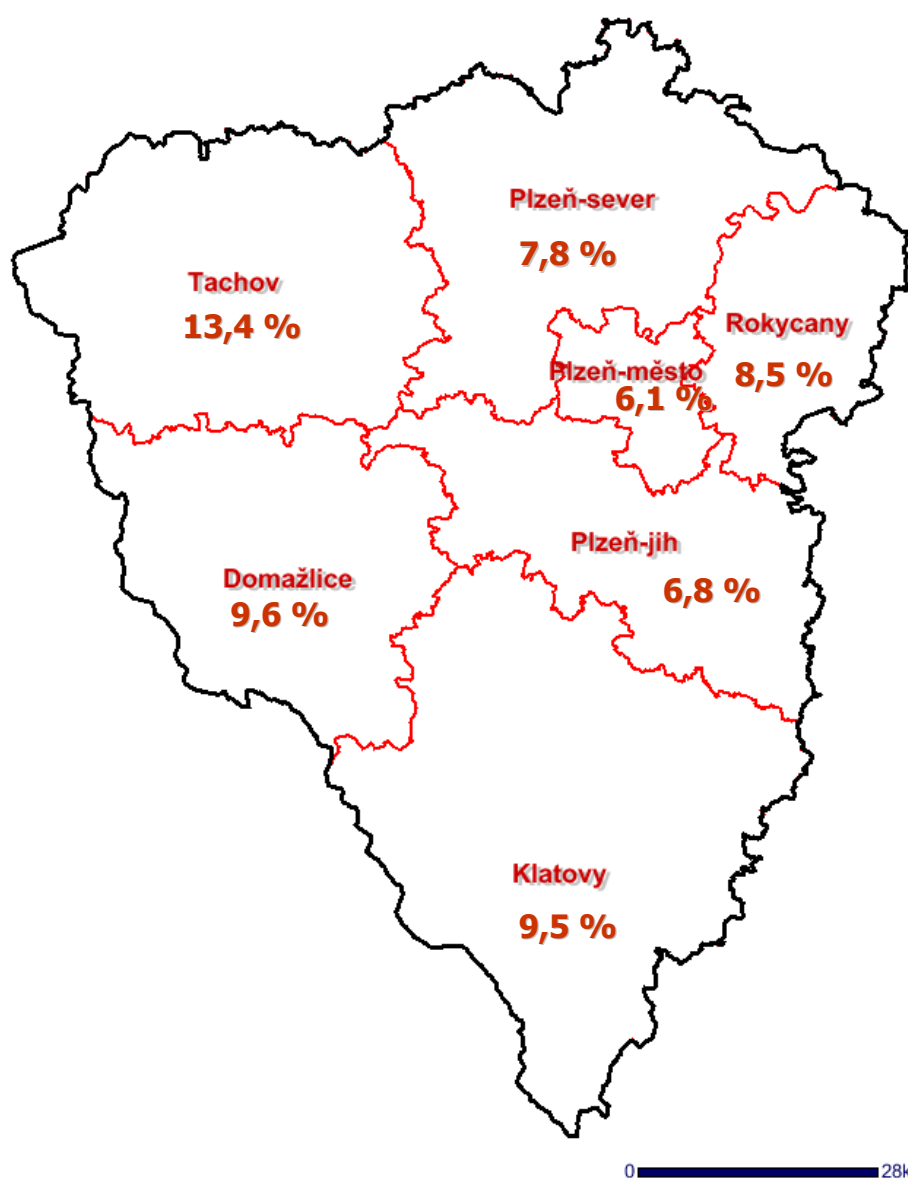 Plzeň-sever
7,8 %
Tachov
13,4 %
Rokycany
8,5 %
Plzeň-město
6,1 %
Plzeň-jih
6,8 %
Domažlice
9,6 %
Klatovy
9,5 %
0 28k